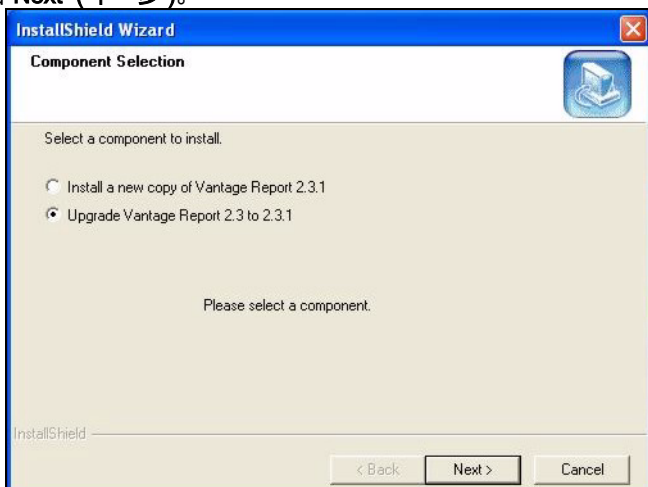 Next
InstallShield Wizard
Component Selection
Select a component to install.
Install a new copy of Vantage Report 2.3.1
Upgrade Vantage Report 2.3 to 2.3.1
Please select a component.
InstallShield
< Back
Next >
Cancel